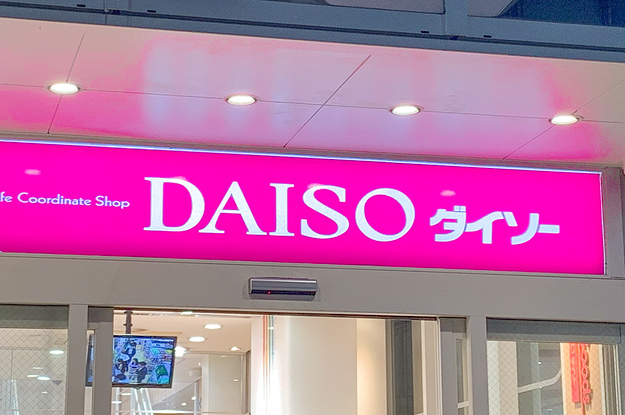 fe Coordinate Shop DAISO ダイソー